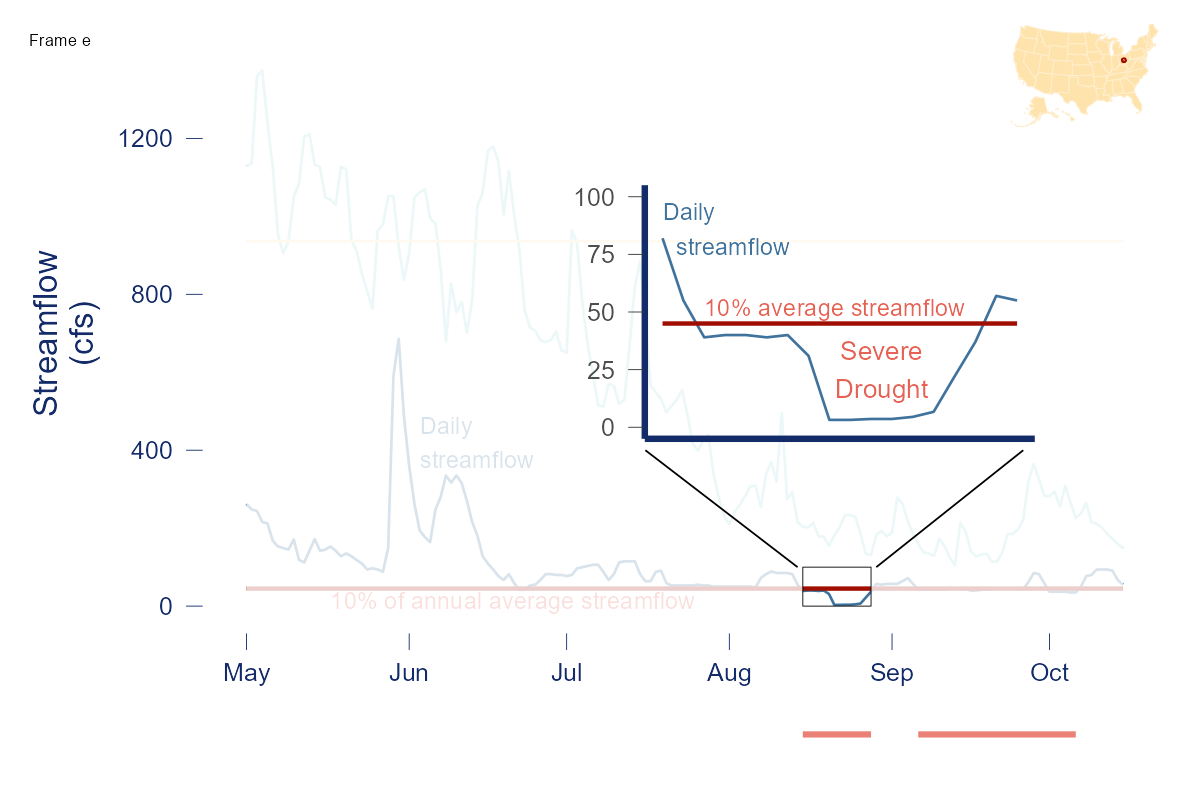 Frame e
1200
800
400
0
Streamflow
(cfs)
100
75
50
25
0
Daily
streamflow
10% average streamflow
Severe
Drought
Daily
streamflow
10% of annual average streamflow
May
Jun
Jul
Aug
Sep
Oct